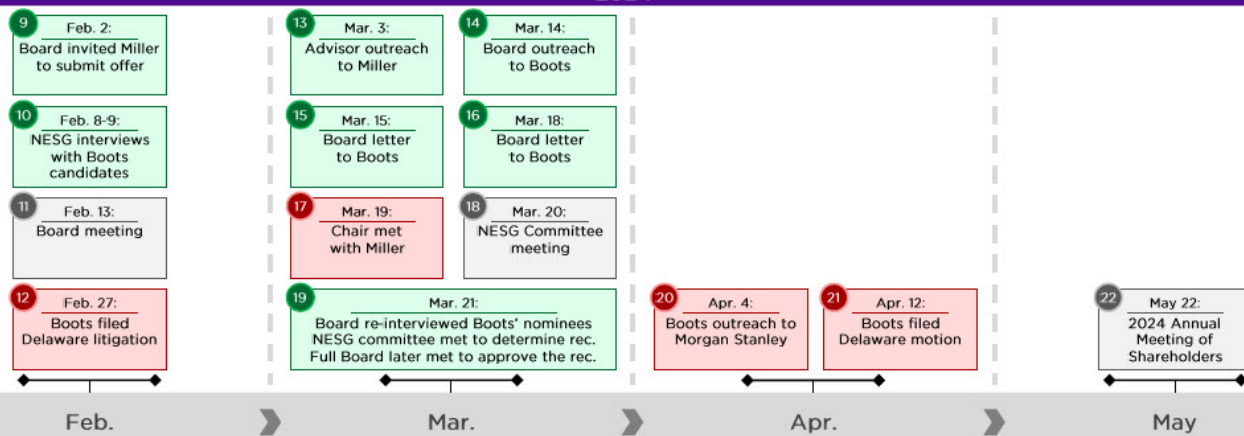 9
Feb. 2:
Board invited Miller
to submit offer
10
Feb. 8-9:
NESG interviews
with Boots
candidates
11
Feb. 13:
Board meeting
12
Feb. 27:
Boots filed
Delaware litigation
13
Mar. 3:
Advisor outreach
to Miller
14
Mar. 14:
Board outreach
to Boots
15
Mar. 15:
Board letter
to Boots
16
Mar. 18:
Board letter
to Boots
17
Mar. 19:
Chair met
with Miller
18
Mar. 20:
NESG Committee
meeting
19
Mar. 21:
Board re-interviewed Boots' nominees
NESG committee met to determine rec.
Full Board later met to approve the rec.
20
Apr. 4:
Boots outreach to
Morgan Stanley
21
Apr. 12:
Boots filed
Delaware motion
22
May 22:
2024 Annual
Meeting of
Shareholders
Feb.
Mar.
Apr.
May